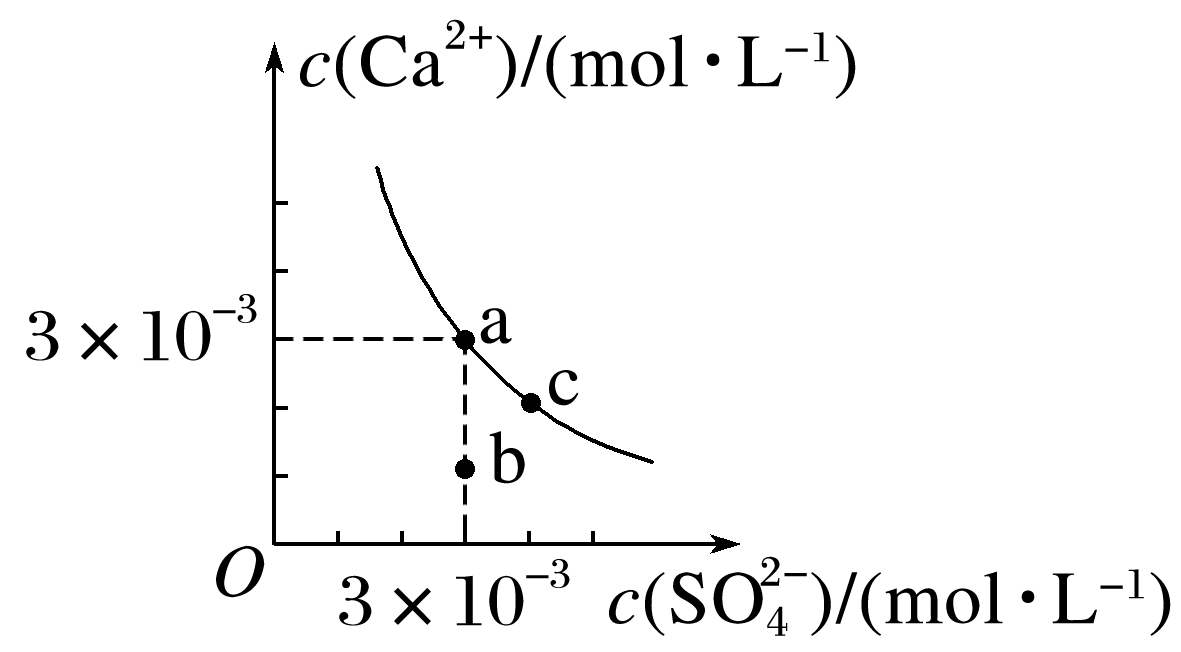 c(Ca²⁺)/(mol·L⁻¹)
3×10⁻³
a
c
b
O
3×10⁻³
c(SO₄²⁻)/(mol·L⁻¹)